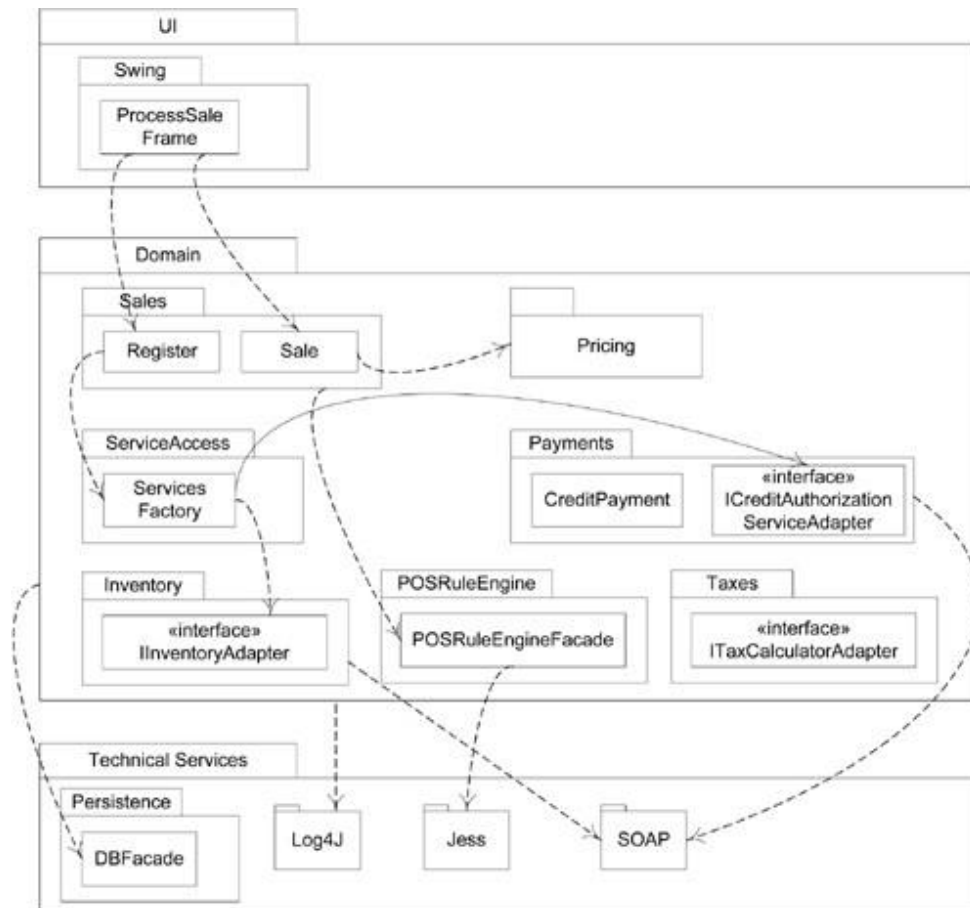 UI
Swing
ProcessSale
Frame
Domain
Sales
Register
Sale
Pricing
ServiceAccess
Services
Factory
Payments
CreditPayment
«interface»
ICreditAuthorization
ServiceAdapter
Inventory
«interface»
IInventoryAdapter
POSRuleEngine
POSRuleEngineFacade
Taxes
«interface»
ITaxCalculatorAdapter
Technical Services
Persistence
DBFacade
Log4J
Jess
SOAP